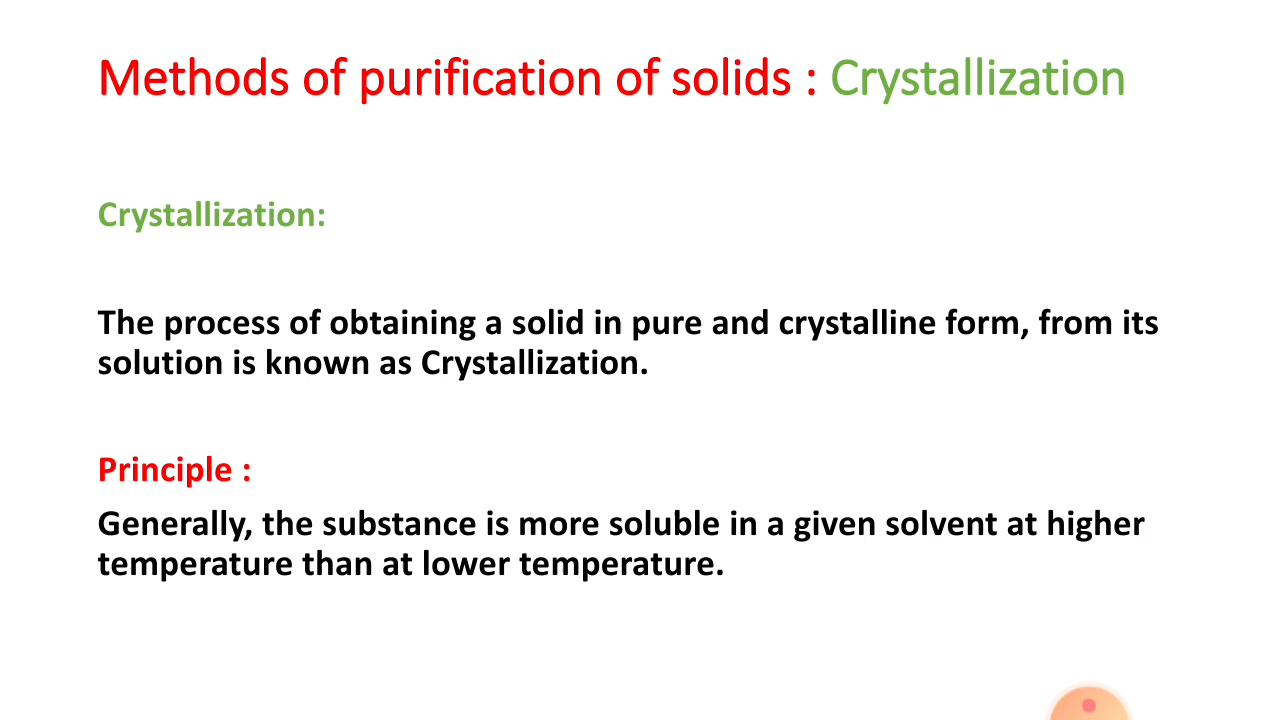 Methods of purification of solids : Crystallization
Crystallization:
The process of obtaining a solid in pure and crystalline form, from its
solution is known as Crystallization.
Principle :
Generally, the substance is more soluble in a given solvent at higher
temperature than at lower temperature.